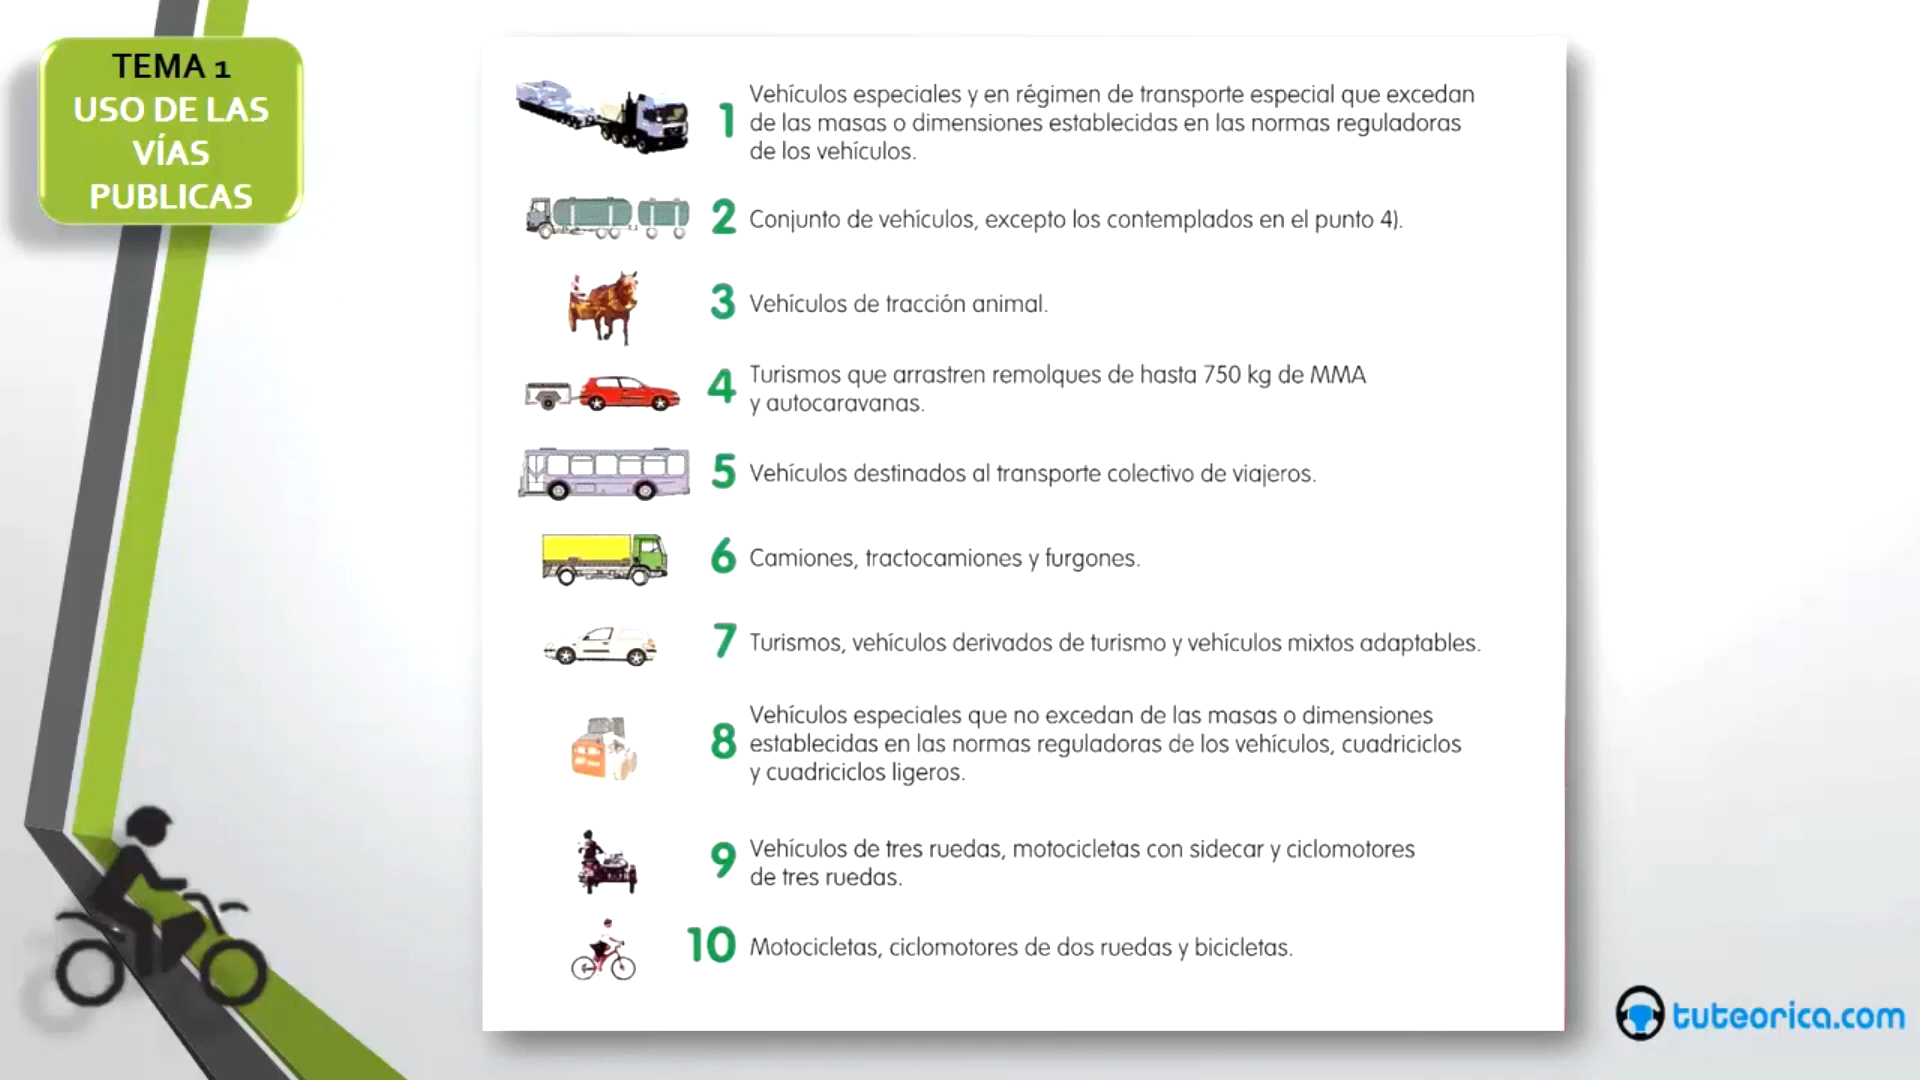 TEMA 1
USO DE LAS
VÍAS
PUBLICAS
1
Vehículos especiales y en régimen de transporte especial que excedan
de las masas o dimensiones establecidas en las normas reguladoras
de los vehículos.
2 Conjunto de vehículos, excepto los contemplados en el punto 4).
3 Vehículos de tracción animal.
4
Turismos que arrastren remolques de hasta 750 kg de MMA
y autocaravanas.
5 Vehículos destinados al transporte colectivo de viajeros.
6 Camiones, tractocamiones y furgones.
7 Turismos, vehículos derivados de turismo y vehículos mixtos adaptables.
8
Vehículos especiales que no excedan de las masas o dimensiones
establecidas en las normas reguladoras de los vehículos, cuadriciclos
y cuadriciclos ligeros.
9
Vehículos de tres ruedas, motocicletas con sidecar y ciclomotores
de tres ruedas.
10 Motocicletas, ciclomotores de dos ruedas y bicicletas.
tuteorica.com